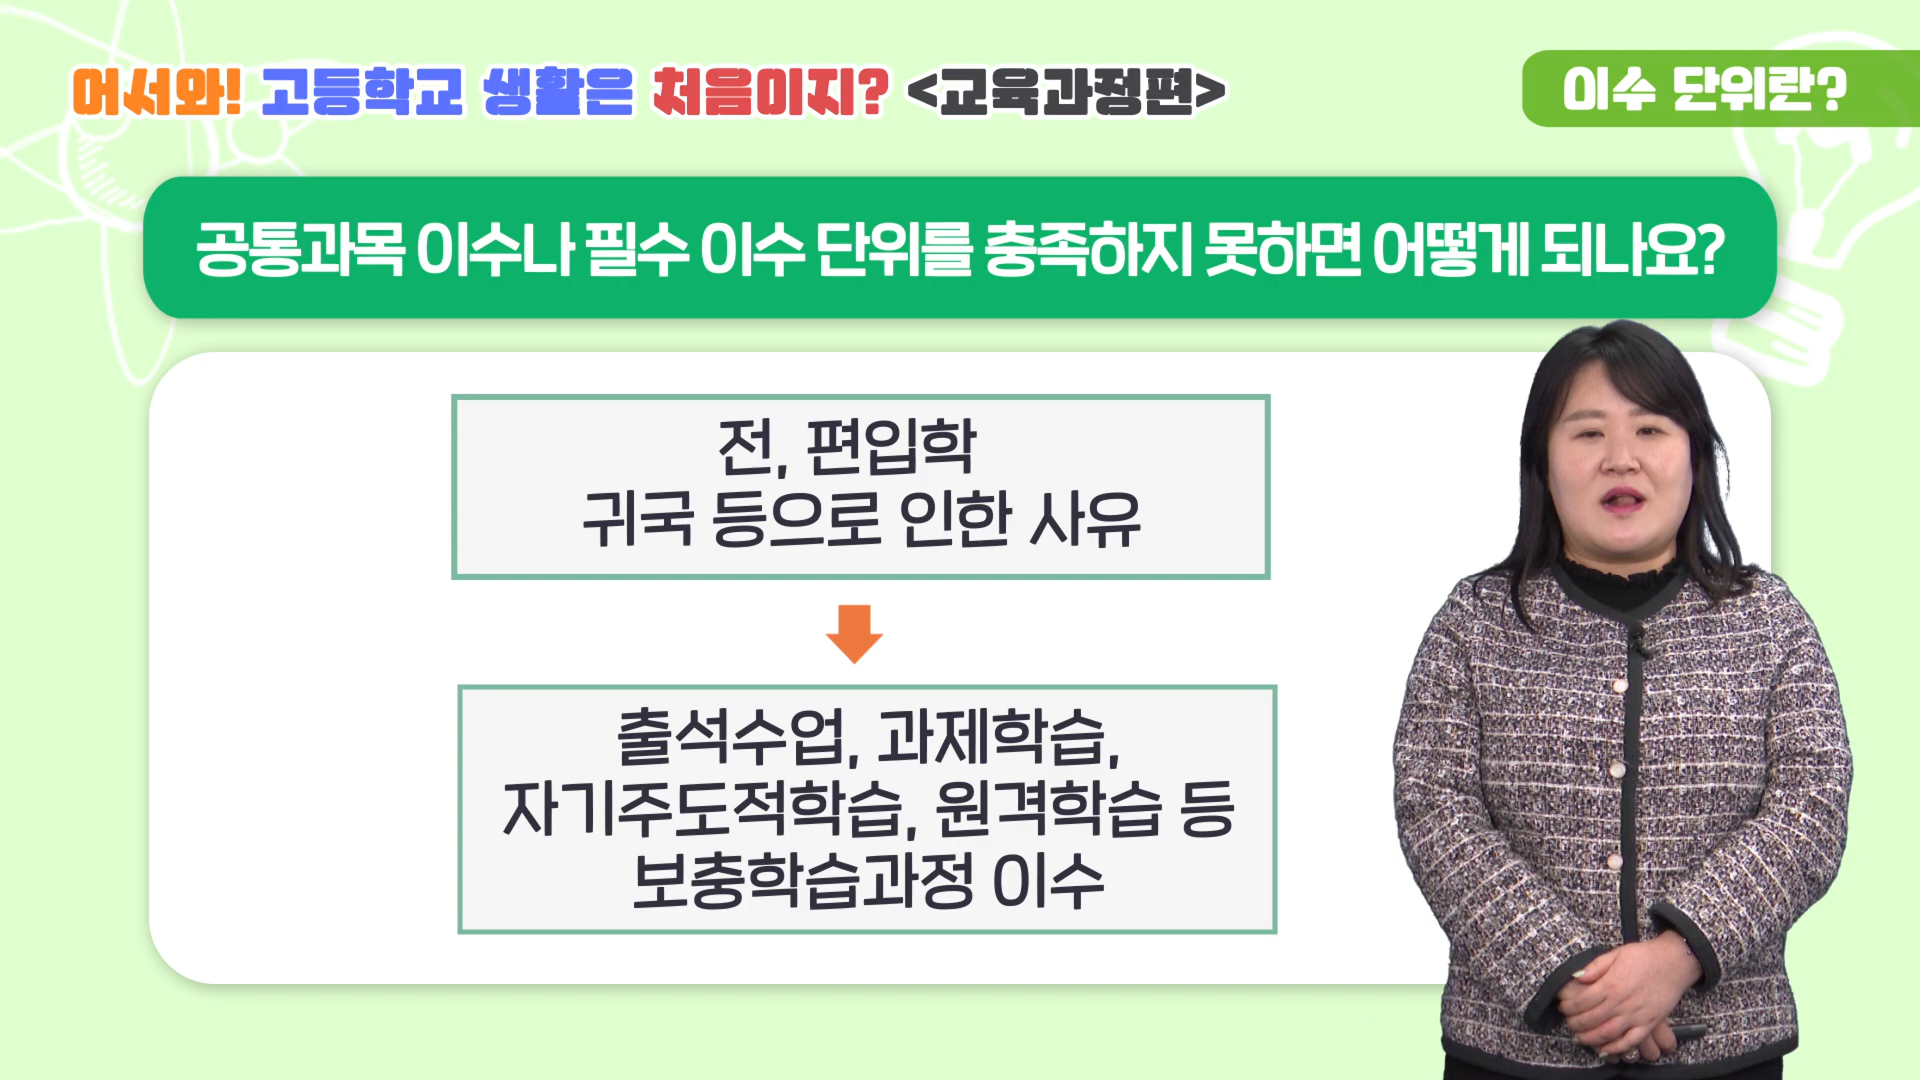 어서와! 고등학교 생활은 처음이지? <교육과정편>
이수 단위란?
공통과목 이수나 필수 이수 단위를 충족하지 못하면 어떻게 되나요?
전, 편입학
귀국 등으로 인한 사유
출석수업, 과제학습,
자기주도적학습, 원격학습 등
보충학습과정 이수